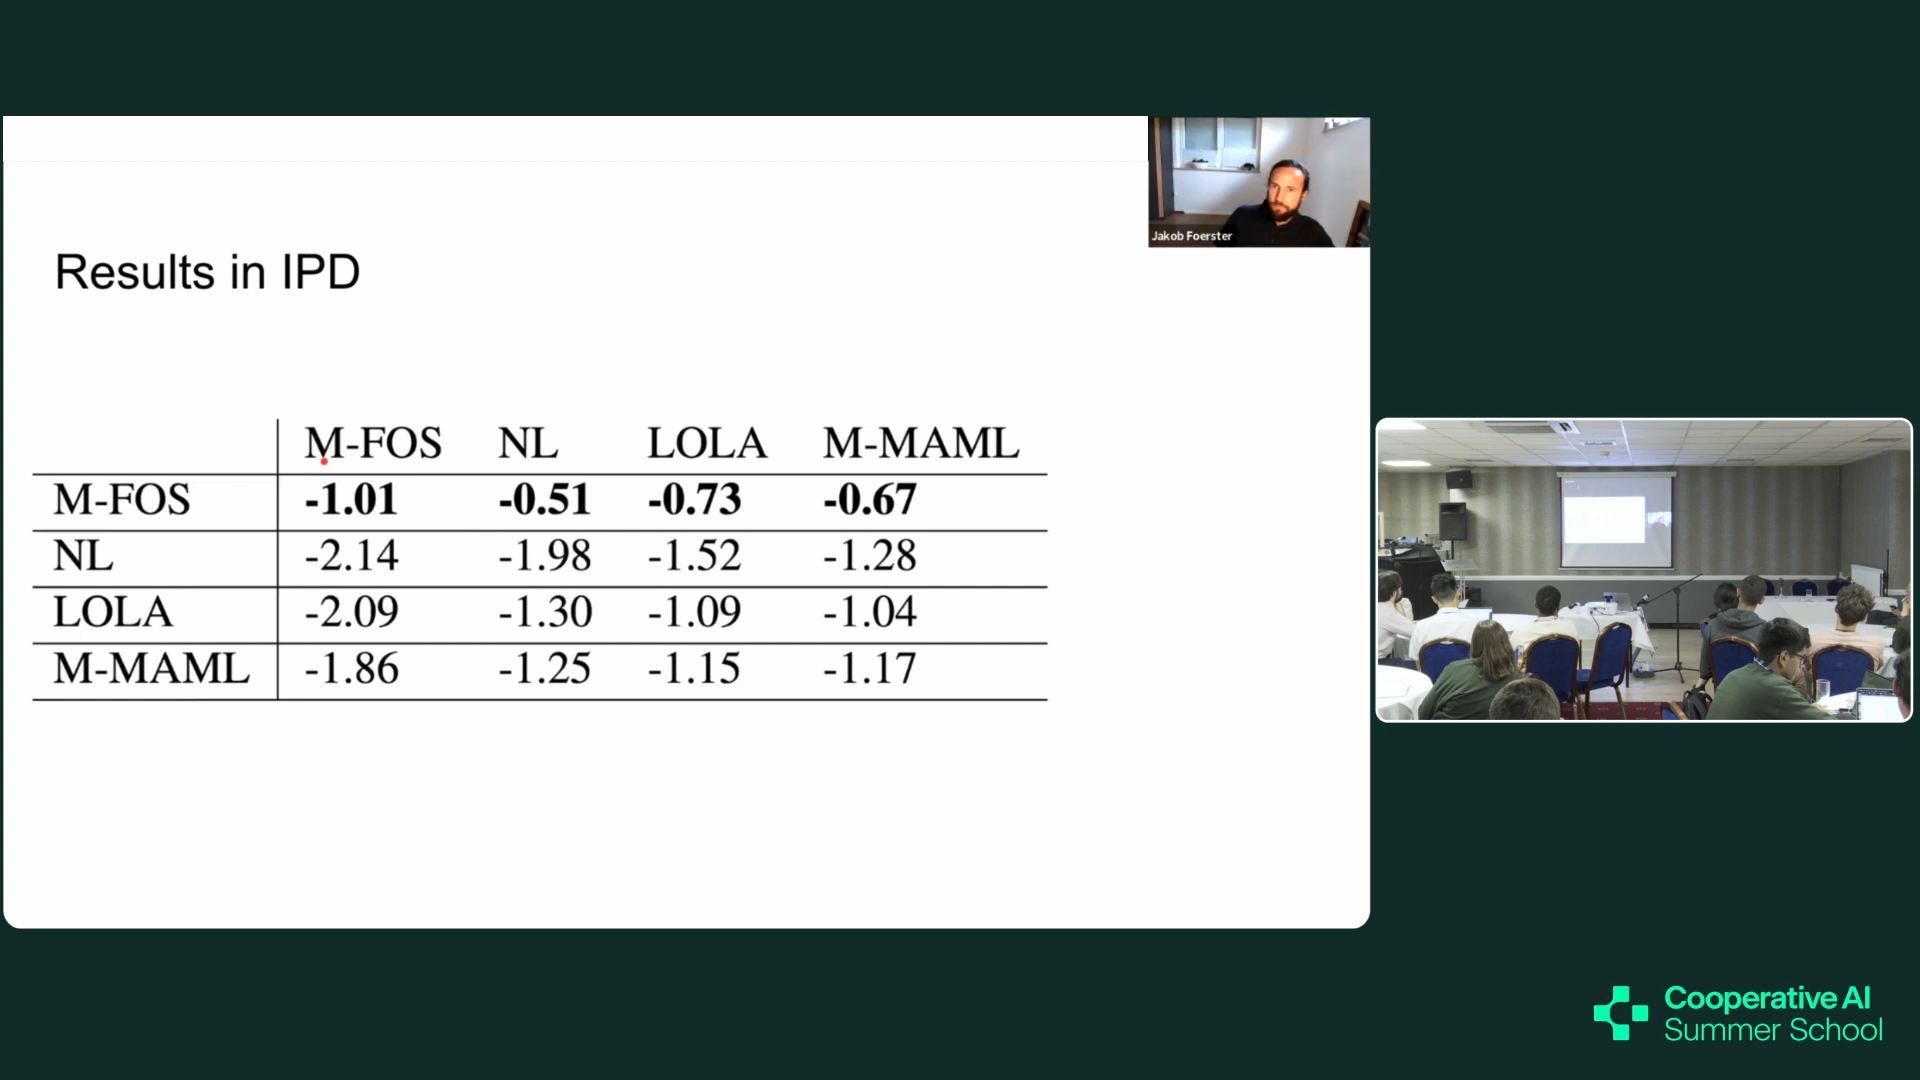 Jakob Foerster
Results in IPD
M-FOS NL LOLA M-MAML
M-FOS -1.01 -0.51 -0.73 -0.67
NL -2.14 -1.98 -1.52 -1.28
LOLA -2.09 -1.30 -1.09 -1.04
M-MAML -1.86 -1.25 -1.15 -1.17
Cooperative AI
Summer School